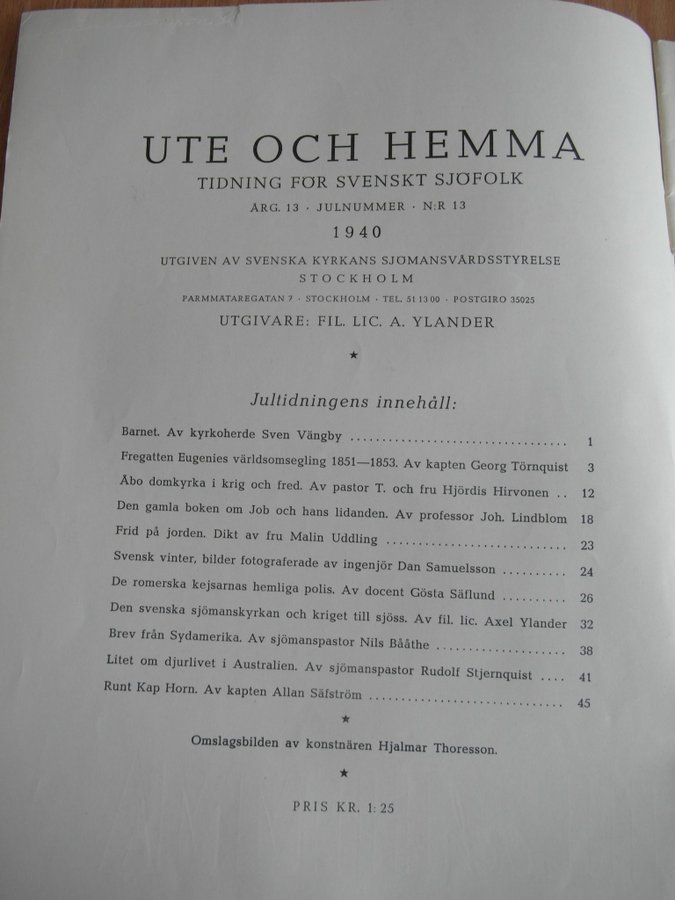 UTE OCH HEMMA
TIDNING FÖR SVENSKT SJÖFOLK
ÅRG. 13 · JULNUMMER · N:R 13
1940
UTGIVEN AV SVENSKA KYRKANS SJÖMANSVÅRDSSTYRELSE
STOCKHOLM
PARMMÄTAREGATAN 7 · STOCKHOLM · TEL. 51 13 00 · POSTGIRO 35025
UTGIVARE: FIL. LIC. A. YLANDER
★
Jultidningens innehåll:
Barnet. Av kyrkoherde Sven Vängby ................................. 1
Fregatten Eugenies världsomsegling 1851—1853. Av kapten Georg Törnquist 3
Åbo domkyrka i krig och fred. Av pastor T. och fru Hjördis Hirvonen .. 12
Den gamla boken om Job och hans lidanden. Av professor Joh. Lindblom 18
Frid på jorden. Dikt av fru Malin Uddling ........................... 23
Svensk vinter, bilder fotograferade av ingenjör Dan Samuelsson .......... 24
De romerska kejsarnas hemliga polis. Av docent Gösta Säflund .......... 26
Den svenska sjömanskyrkan och kriget till sjöss. Av fil. lic. Axel Ylander 32
Brev från Sydamerika. Av sjömanspastor Nils Bååthe .................... 38
Litet om djurlivet i Australien. Av sjömanspastor Rudolf Stjernquist .... 41
Runt Kap Horn. Av kapten Allan Säfström .............................. 45
★
Omslagsbilden av konstnären Hjalmar Thoresson.
★
PRIS KR. 1:25